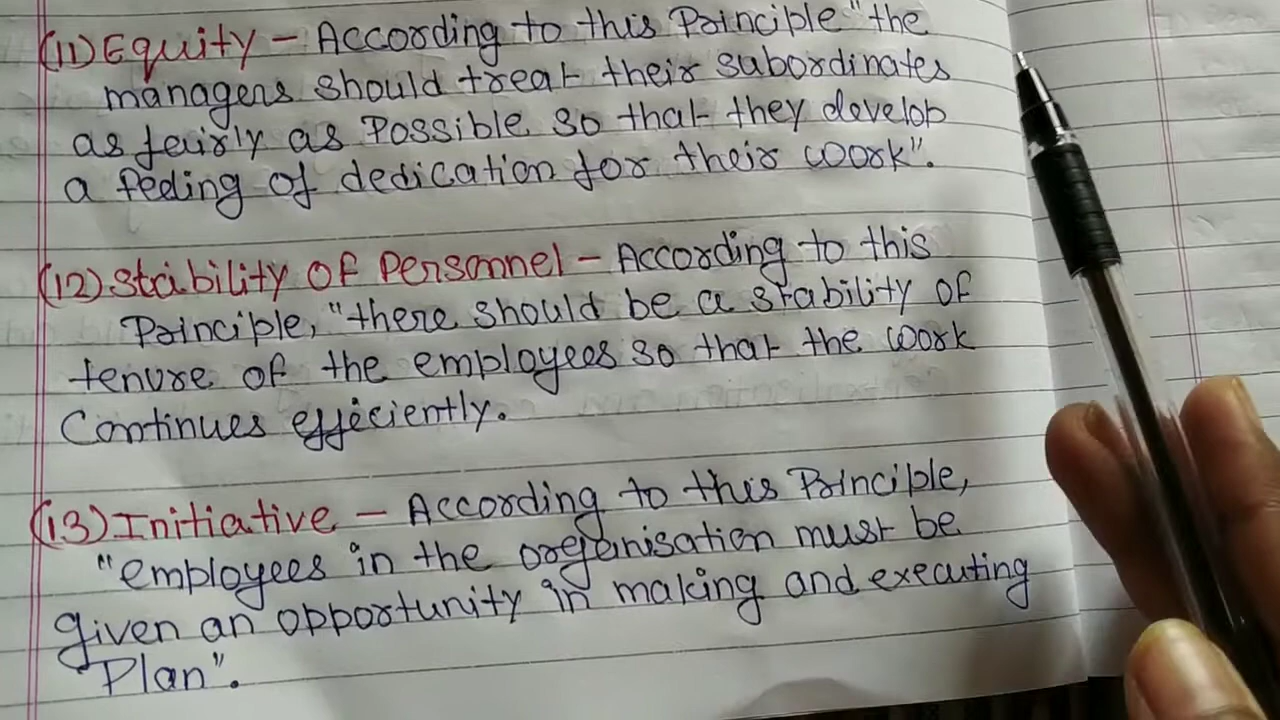 (11) Equity - According to this Principle "the
managers should treat their subordinates
as fairly as Possible so that they develop
a feeling of dedication for their work".
(12) Stability Of Personnel - According to this
Principle, "there should be a stability of
tenure of the employees so that the work
Continues efficiently.
(13) Initiative - According to this Principle,
"employees in the organisation must be
given an opportunity in making and executing
Plan".